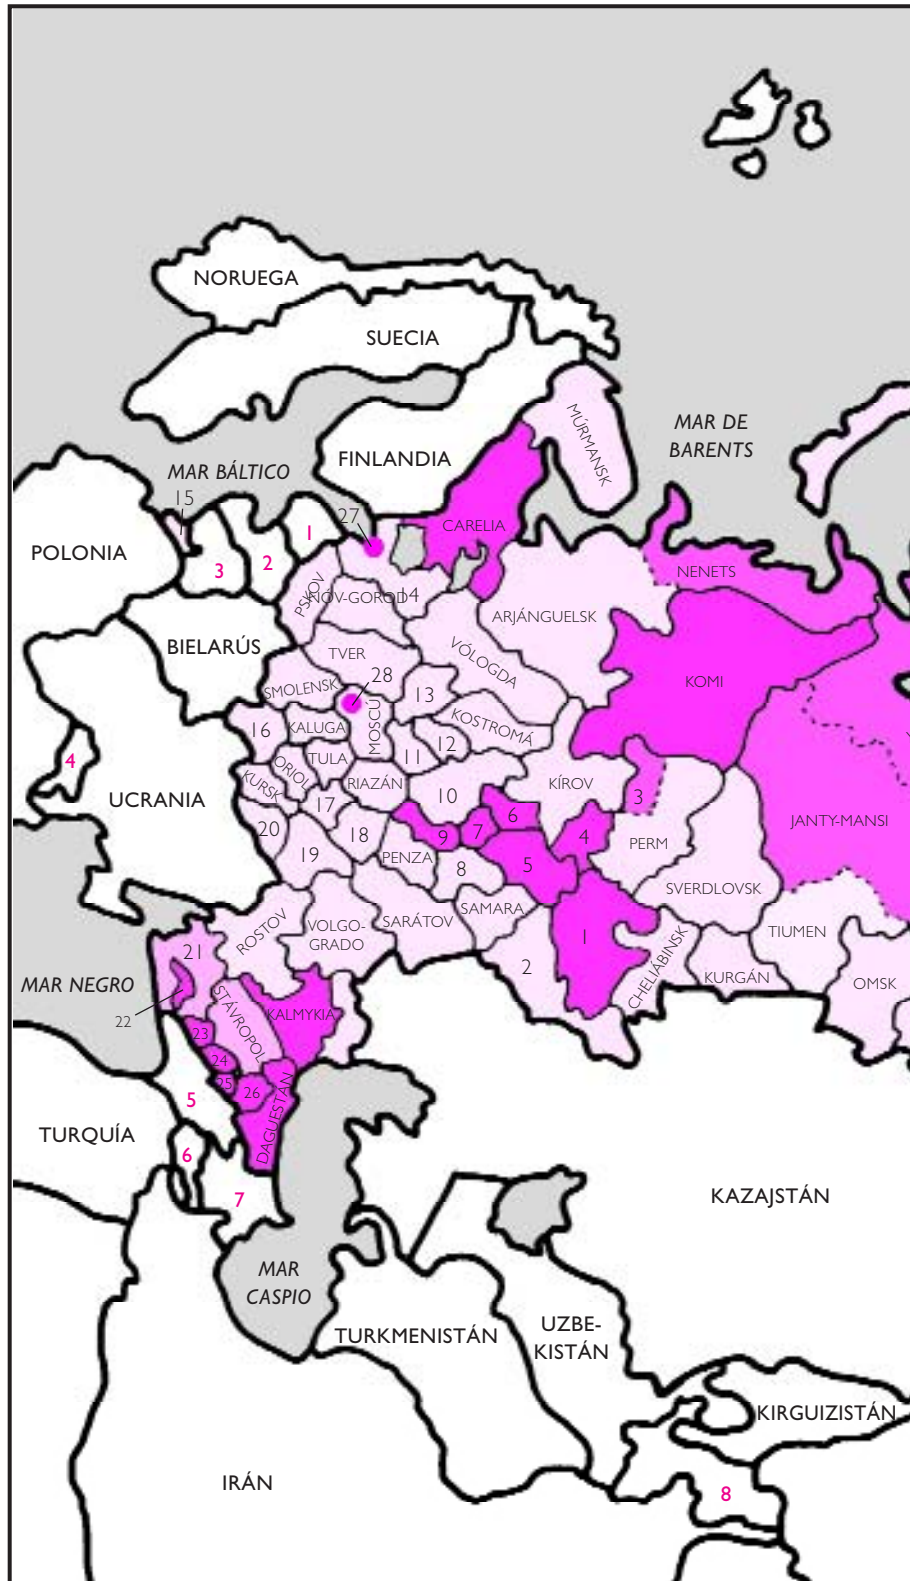 NORUEGA
SUECIA
MÚRMANSK
MAR DE
BARENTS
FINLANDIA
MAR BÁLTICO
15
27
CARELIA
1
POLONIA
3
2
NENETS
PSKOV
NÓV-GOROD
14
ARJÁNGUELSK
BIELARÚS
TVER
VÓLOGDA
28
KOMI
SMOLENSK
13
16
KALUGA
MOSCÚ
KOSTROMÁ
12
11
4
TULA
ORIOL
KURSK
RIAZÁN
KÍROV
UCRANIA
17
10
3
6
JANTY-MANSI
20
18
9
7
4
PERM
19
PENZA
8
5
SVERDLOVSK
SAMARA
ROSTOV
VOLGO-
GRADO
SARÁTOV
1
TIUMEN
21
2
CHELIÁBINSK
KURGÁN
OMSK
MAR NEGRO
22
STÁVROPOL
KALMYKIA
23
24
25
26
5
DAGUESTÁN
TURQUÍA
6
7
KAZAJSTÁN
MAR
CASPIO
TURKMENISTÁN
UZBE-
KISTÁN
KIRGUIZISTÁN
IRÁN
8